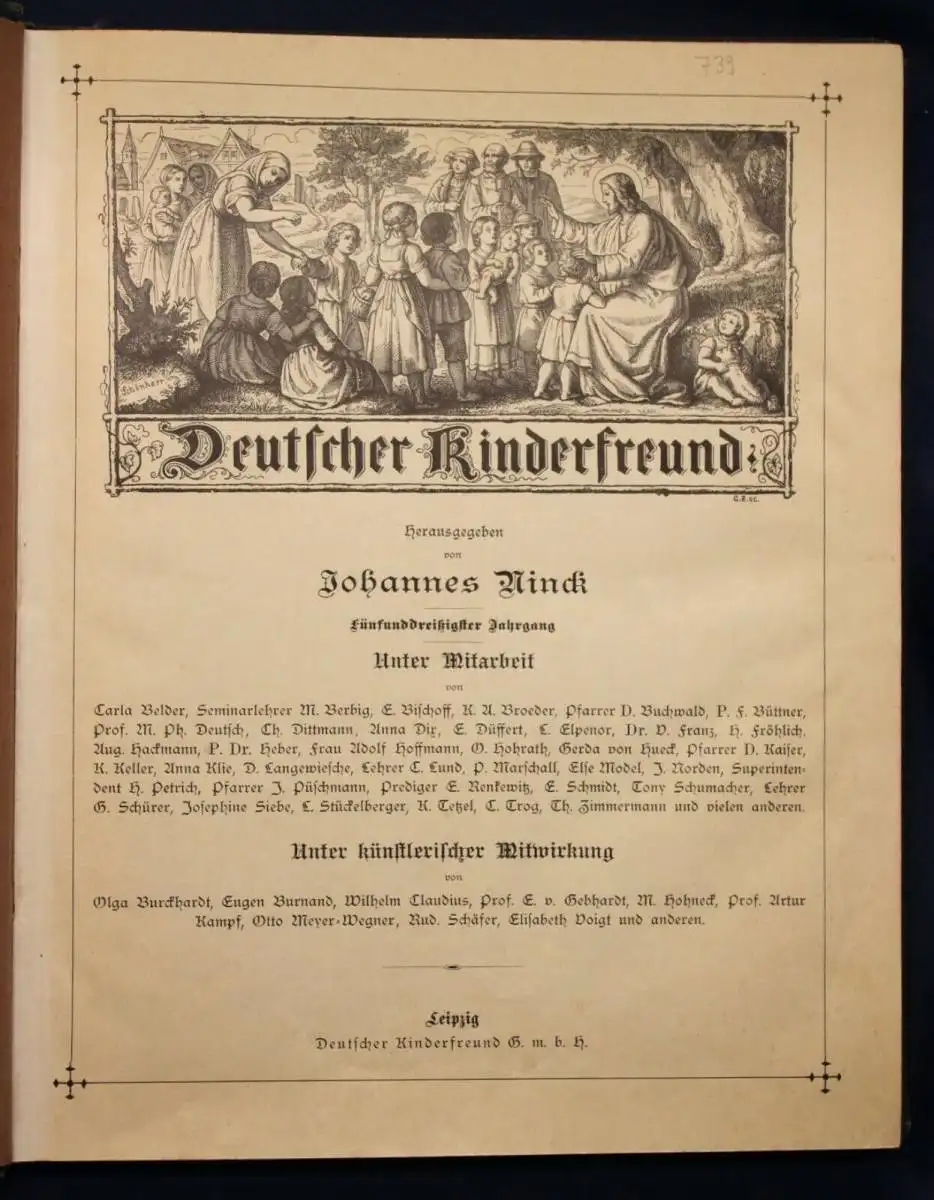 739
Schönherr
Deutscher Kinderfreund
Herausgegeben
von
Johannes Ninck
Fünfunddreißigster Jahrgang
Unter Mitarbeit
von
Carla Belder, Seminarlehrer M. Berbig, E. Bischoff, K. A. Broeder, Pfarrer D. Buchwald, P. F. Büttner,
Prof. M. Ph. Deutsch, Ch. Dittmann, Anna Dix, E. Düffert, C. Elpenor, Dr. V. Franz, H. Fröhlich,
Aug. Hackmann, P. Dr. Heber, Frau Adolf Hoffmann, O. Hohrath, Gerda von Hueck, Pfarrer D. Kaiser,
K. Keller, Anna Klie, D. Langewiesche, Lehrer C. Lund, P. Marschall, Else Model, J. Norden, Superinten-
dent H. Petrich, Pfarrer J. Püschmann, Prediger E. Renkewitz, E. Schmidt, Tony Schumacher, Lehrer
G. Schürer, Josephine Siebe, L. Stückelberger, K. Tetzel, C. Trog, Th. Zimmermann und vielen anderen.
Unter künstlerischer Mitwirkung
von
Olga Burckhardt, Eugen Burnand, Wilhelm Claudius, Prof. E. v. Gebhardt, M. Hohneck, Prof. Artur
Kampf, Otto Meyer-Wegner, Rud. Schäfer, Elisabeth Voigt und anderen.
Leipzig
Deutscher Kinderfreund G. m. b. H.